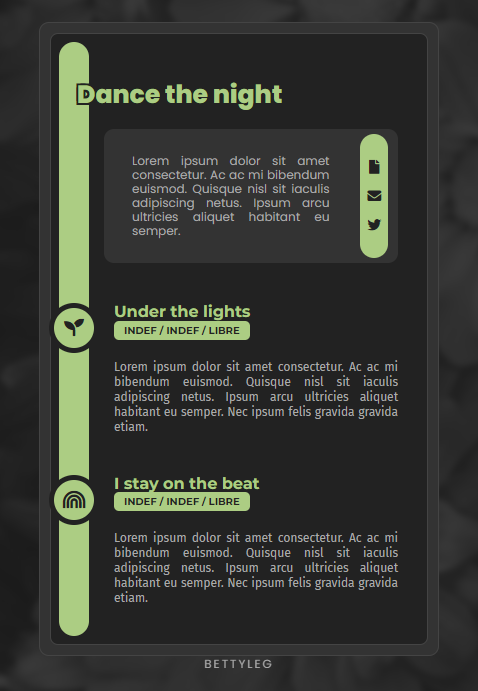 Dance the night
Lorem ipsum dolor sit amet
consectetur. Ac ac mi bibendum
euismod. Quisque nisl sit iaculis
adipiscing netus. Ipsum arcu
ultricies aliquet habitant eu
semper.
Under the lights
INDEF / INDEF / LIBRE
Lorem ipsum dolor sit amet consectetur. Ac ac mi
bibendum euismod. Quisque nisl sit iaculis
adipiscing netus. Ipsum arcu ultricies aliquet
habitant eu semper. Nec ipsum felis gravida gravida
etiam.
I stay on the beat
INDEF / INDEF / LIBRE
Lorem ipsum dolor sit amet consectetur. Ac ac mi
bibendum euismod. Quisque nisl sit iaculis
adipiscing netus. Ipsum arcu ultricies aliquet
habitant eu semper. Nec ipsum felis gravida gravida
etiam.
BETTYLEG